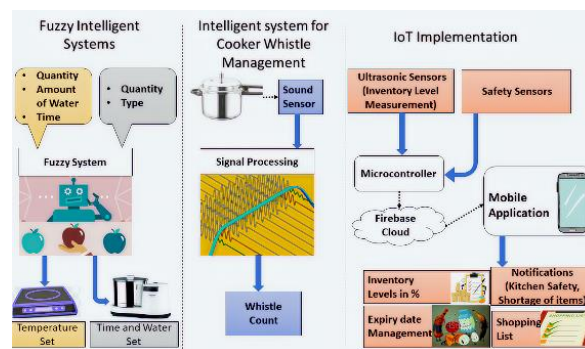 Fuzzy Intelligent
Systems
• Quantity
• Amount
of Water
• Time
• Quantity
• Type
Fuzzy System
Temperature
Set
Time and Water
Set
Intelligent system for
Cooker Whistle
Management
Sound
Sensor
Signal Processing
Whistle
Count
IoT Implementation
Ultrasonic Sensors
(Inventory Level
Measurement)
Safety Sensors
Microcontroller
Firebase
Cloud
Mobile
Application
Inventory
Levels in %
Notifications
(Kitchen Safety,
Shortage of items)
Expiry date
Management
Shopping
List